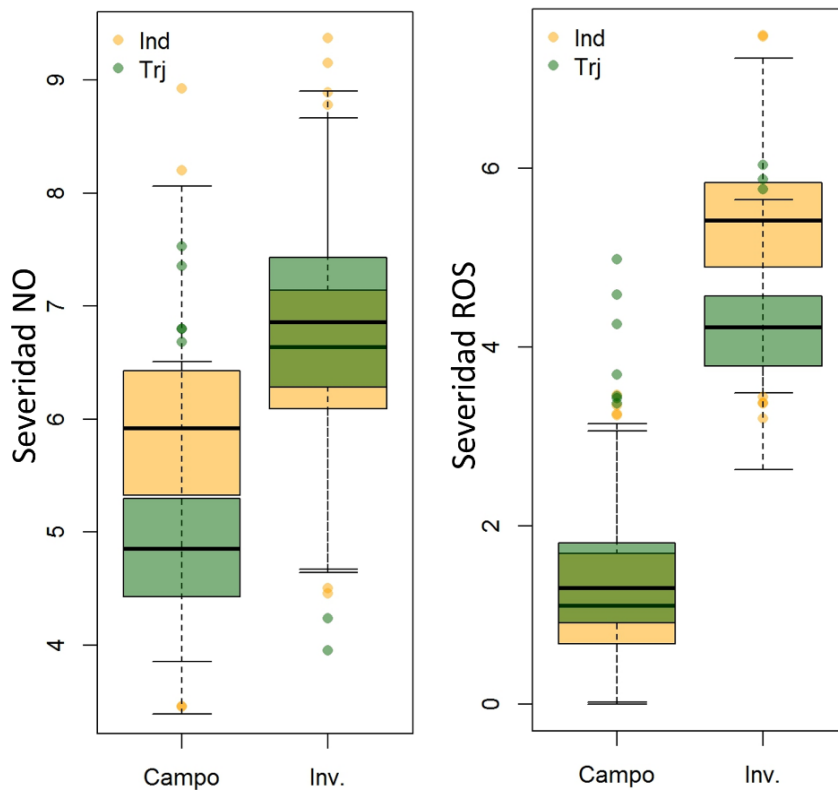 Ind
Trj
Severidad NO
9
8
7
6
5
4
Campo
Inv.
Ind
Trj
Severidad ROS
6
4
2
0
Campo
Inv.